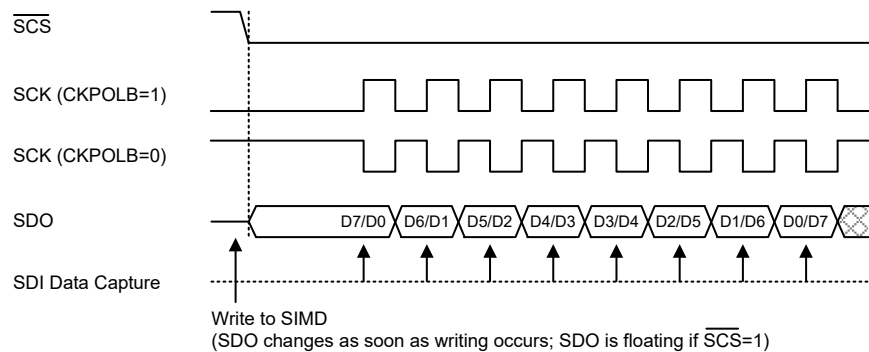 S̅C̅S̅
SCK (CKPOLB=1)
SCK (CKPOLB=0)
SDO D7/D0 D6/D1 D5/D2 D4/D3 D3/D4 D2/D5 D1/D6 D0/D7
SDI Data Capture
Write to SIMD
(SDO changes as soon as writing occurs; SDO is floating if S̅C̅S̅=1)